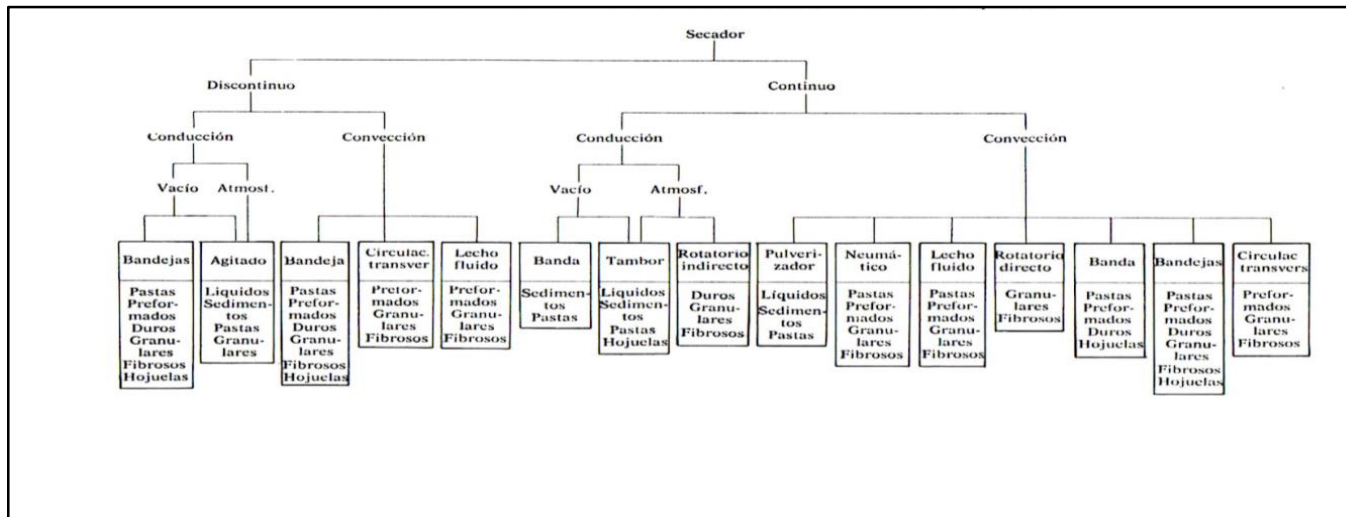 Secador
Discontinuo
Continuo
Conducción
Convección
Conducción
Convección
Vacío
Atmosf.
Vacío
Atmosf.
Bandejas
Pastas
Prefor-
mados
Duros
Granu-
lares
Fibrosos
Hojuelas
Agitado
Liquidos
Sedimen-
tos
Pastas
Granu-
lares
Bandeja
Pastas
Prefor-
mados
Duros
Granu-
lares
Fibrosos
Hojuelas
Circulac.
transver
Prefor-
mados
Granu-
lares
Fibrosos
Lecho
fluido
Prefor-
mados
Granu-
lares
Fibrosos
Banda
Sedimen-
tos
Pastas
Tambor
Liquidos
Sedimen-
tos
Pastas
Hojuelas
Rotatorio
indirecto
Duros
Granu-
lares
Fibrosos
Pulveri-
zador
Líquidos
Sedimen-
tos
Pastas
Neumá-
tico
Pastas
Prefor-
mados
Granu-
lares
Fibrosos
Lecho
fluido
Pastas
Prefor-
mados
Granu-
lares
Fibrosos
Rotatorio
directo
Granu-
lares
Fibrosos
Banda
Pastas
Prefor-
mados
Duros
Hojuelas
Bandejas
Pastas
Prefor-
mados
Duros
Granu-
lares
Fibrosos
Hojuelas
Circulac
transvers
Prefor-
mados
Granu-
lares
Fibrosos